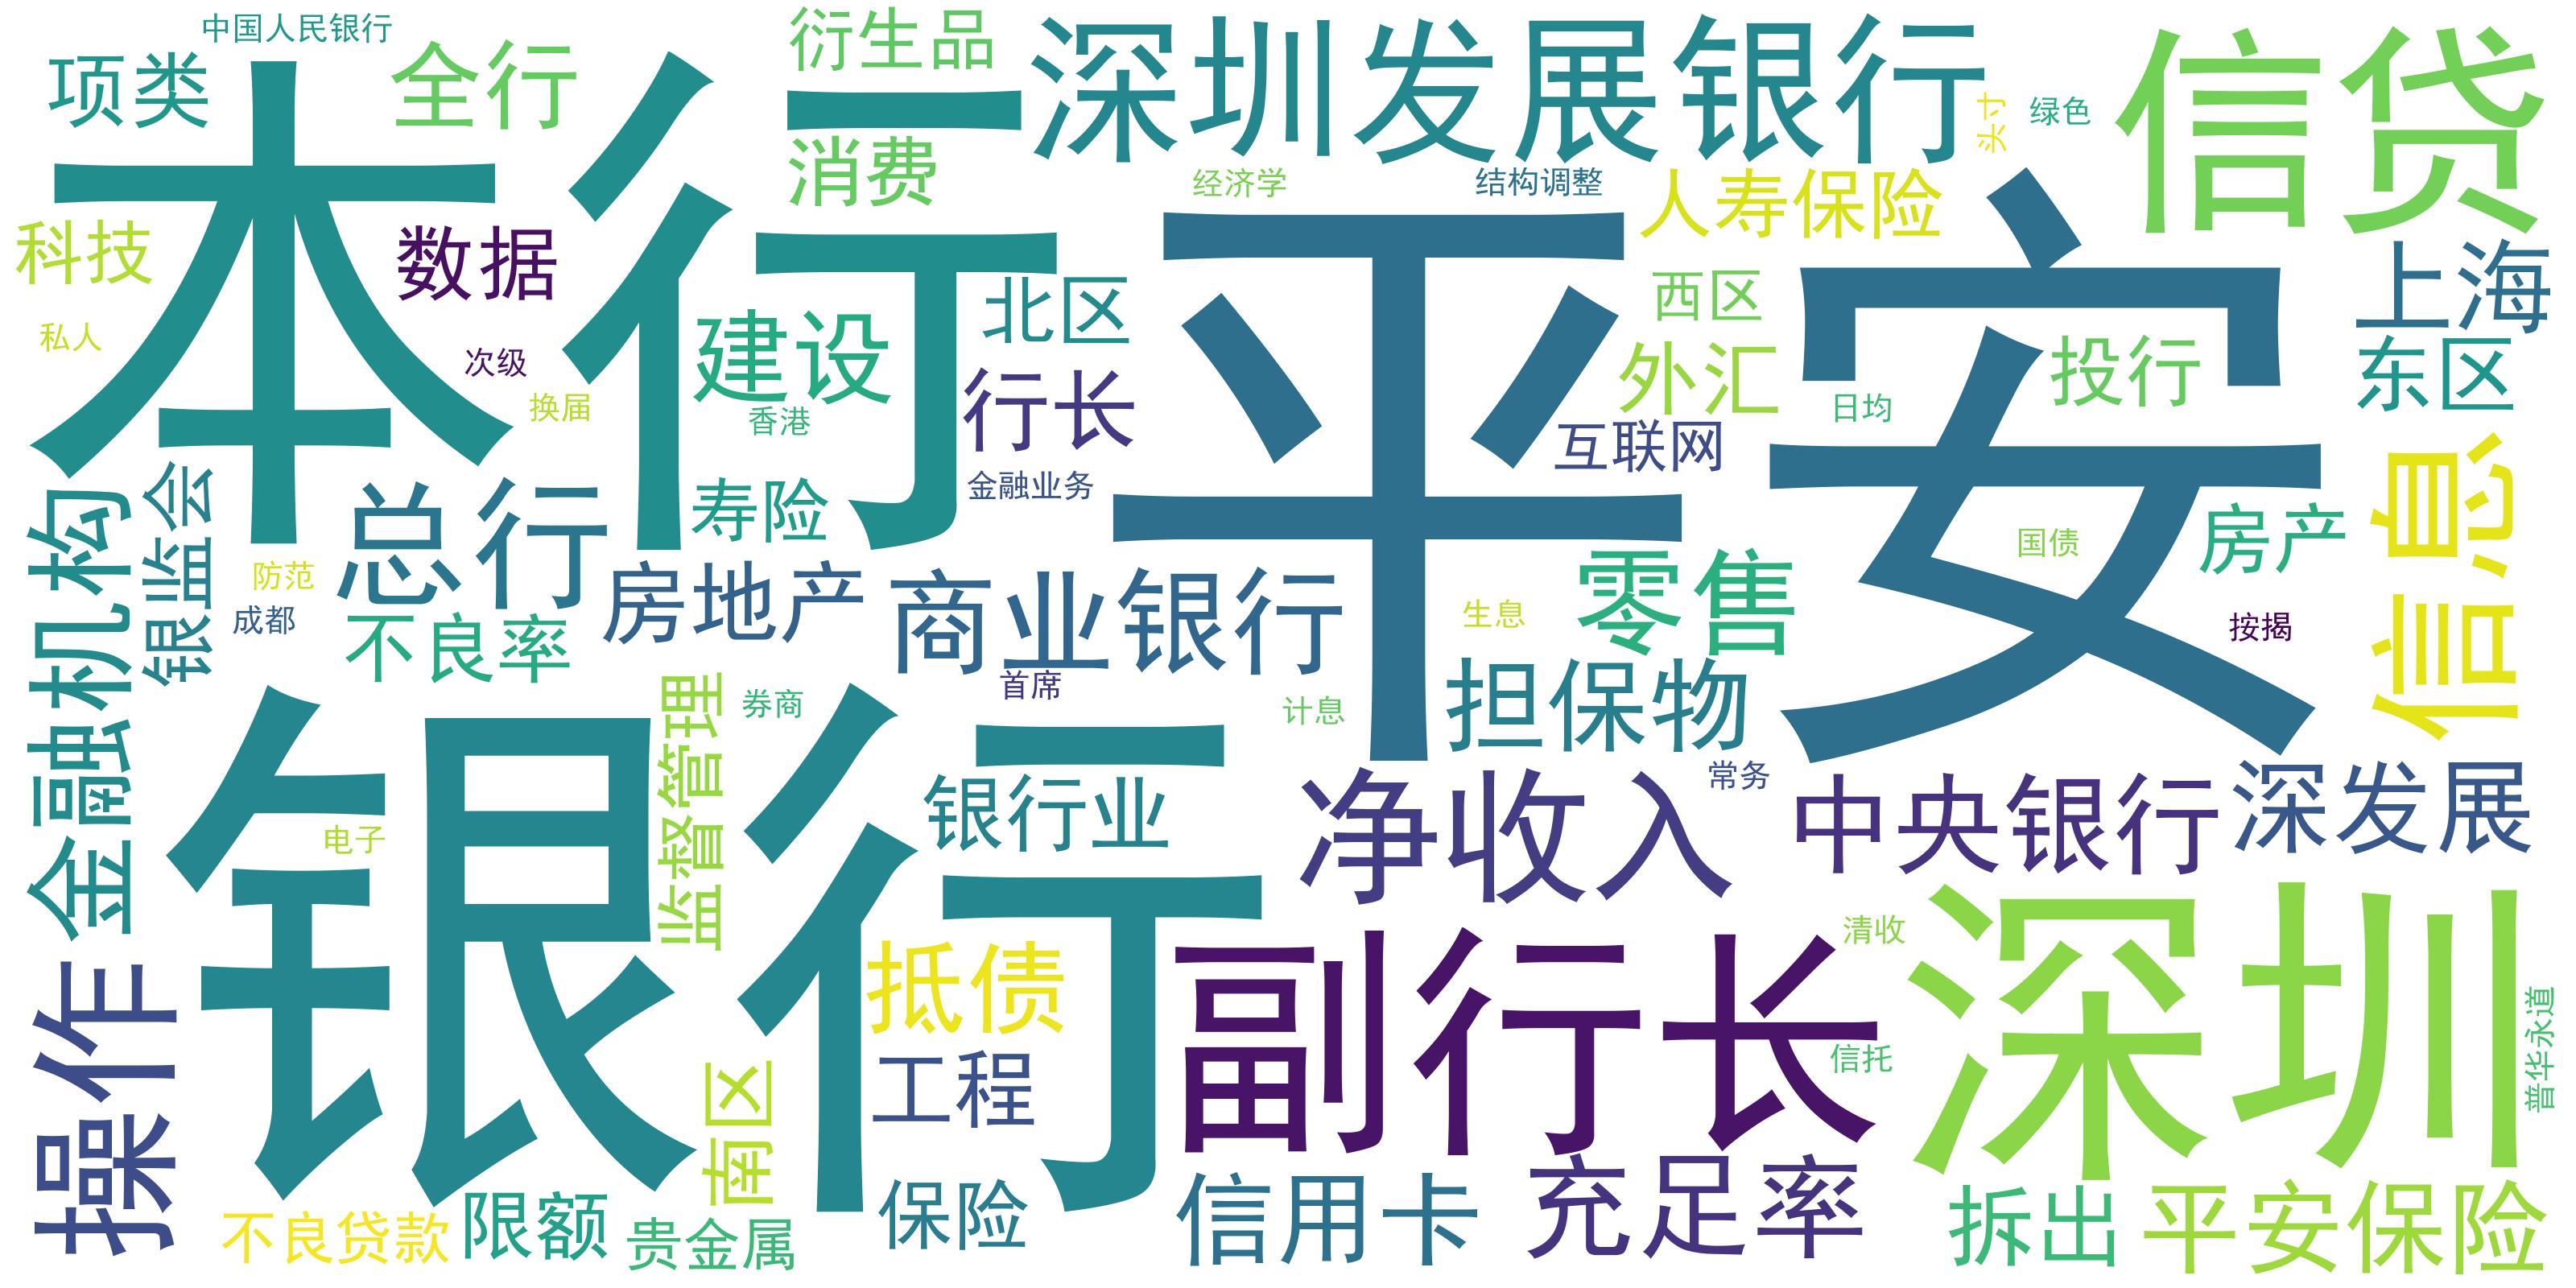 中国人民银行
衍生品
深圳发展银行
信贷
项类
全行
本行
消费
头寸
绿色
经济学
结构调整
人寿保险
科技
数据
平安
上海
北区
西区
私人
次级
换届
建设
香港
行长
外汇
日均
投行
东区
互联网
信息
金融机构
银监会
总行
寿险
金融业务
防范
成都
不良率
房地产
商业银行
零售
国债
房产
生息
按揭
首席
计息
担保物
银行
监督管理
券商
银行业
净收入
常务
中央银行
深发展
电子
操作
抵债
副行长
清收
深圳
工程
信托
普华永道
南区
不良贷款
限额
贵金属
保险
信用卡
充足率
拆出
平安保险